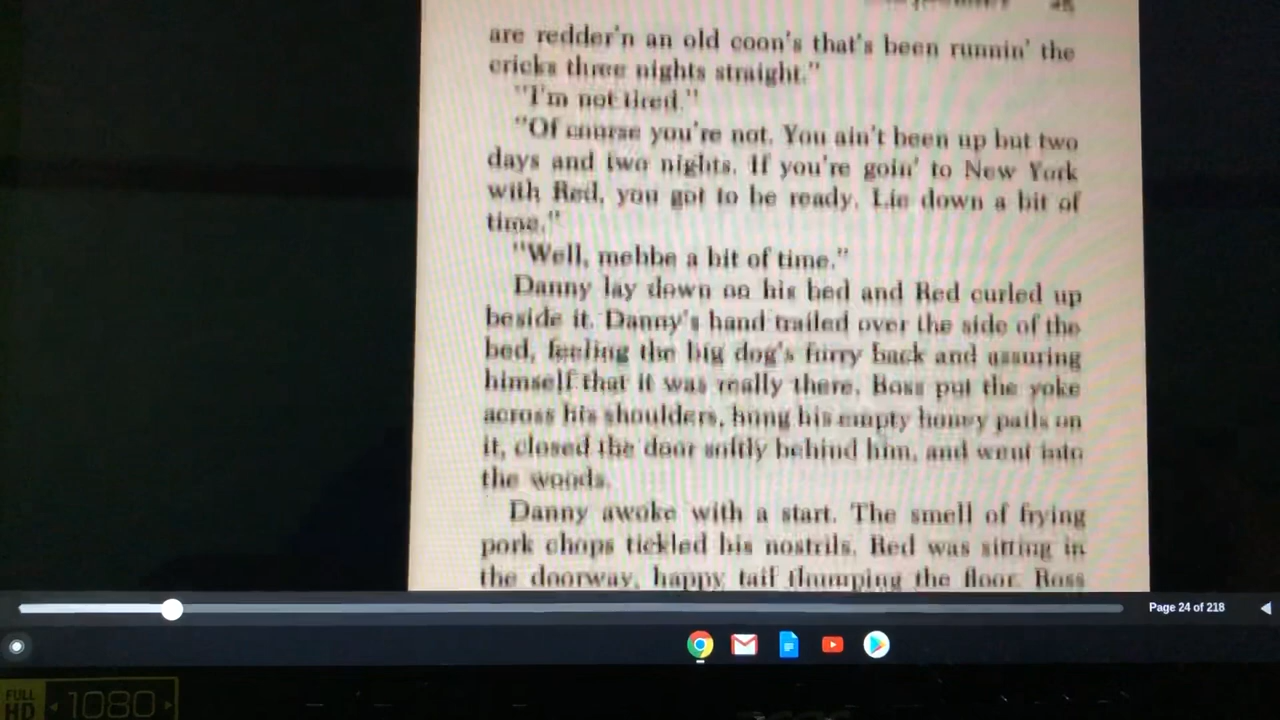 are redder'n an old coon's that's been runnin' the
cricks three nights straight."
"I'm not tired."
"Of course you're not. You ain't been up but two
days and two nights. If you're goin' to New York
with Red, you got to be ready. Lie down a bit of
time."
"Well, mebbe a bit of time."
Danny lay down on his bed and Red curled up
beside it. Danny's hand trailed over the side of the
bed, feeling the big dog's furry back and assuring
himself that it was really there. Ross put the yoke
across his shoulders, hung his empty honey pails on
it, closed the door softly behind him, and went into
the woods.
Danny awoke with a start. The smell of frying
pork chops tickled his nostrils. Red was sitting in
the doorway, happy tail thumping the floor. Ross
Page 24 of 218
FULL HD
1080